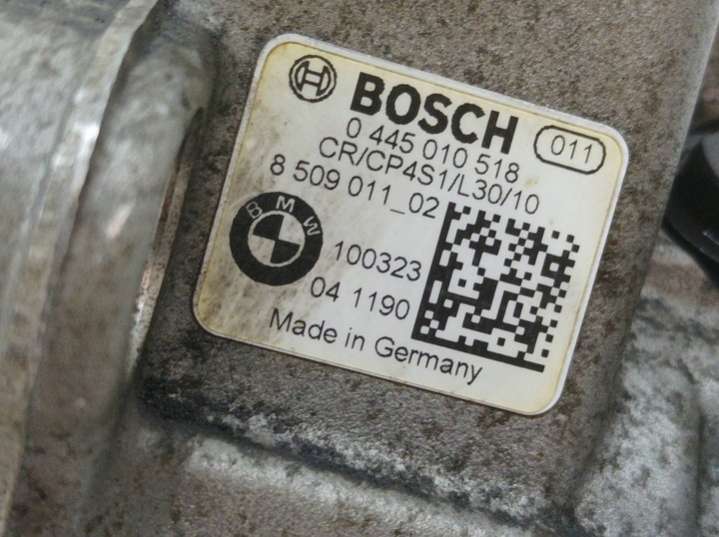 BOSCH
011
0 445 010 518
CR/CP4S1/L30/10
8 509 011_02
BMW
100323
04 1190
Made in Germany